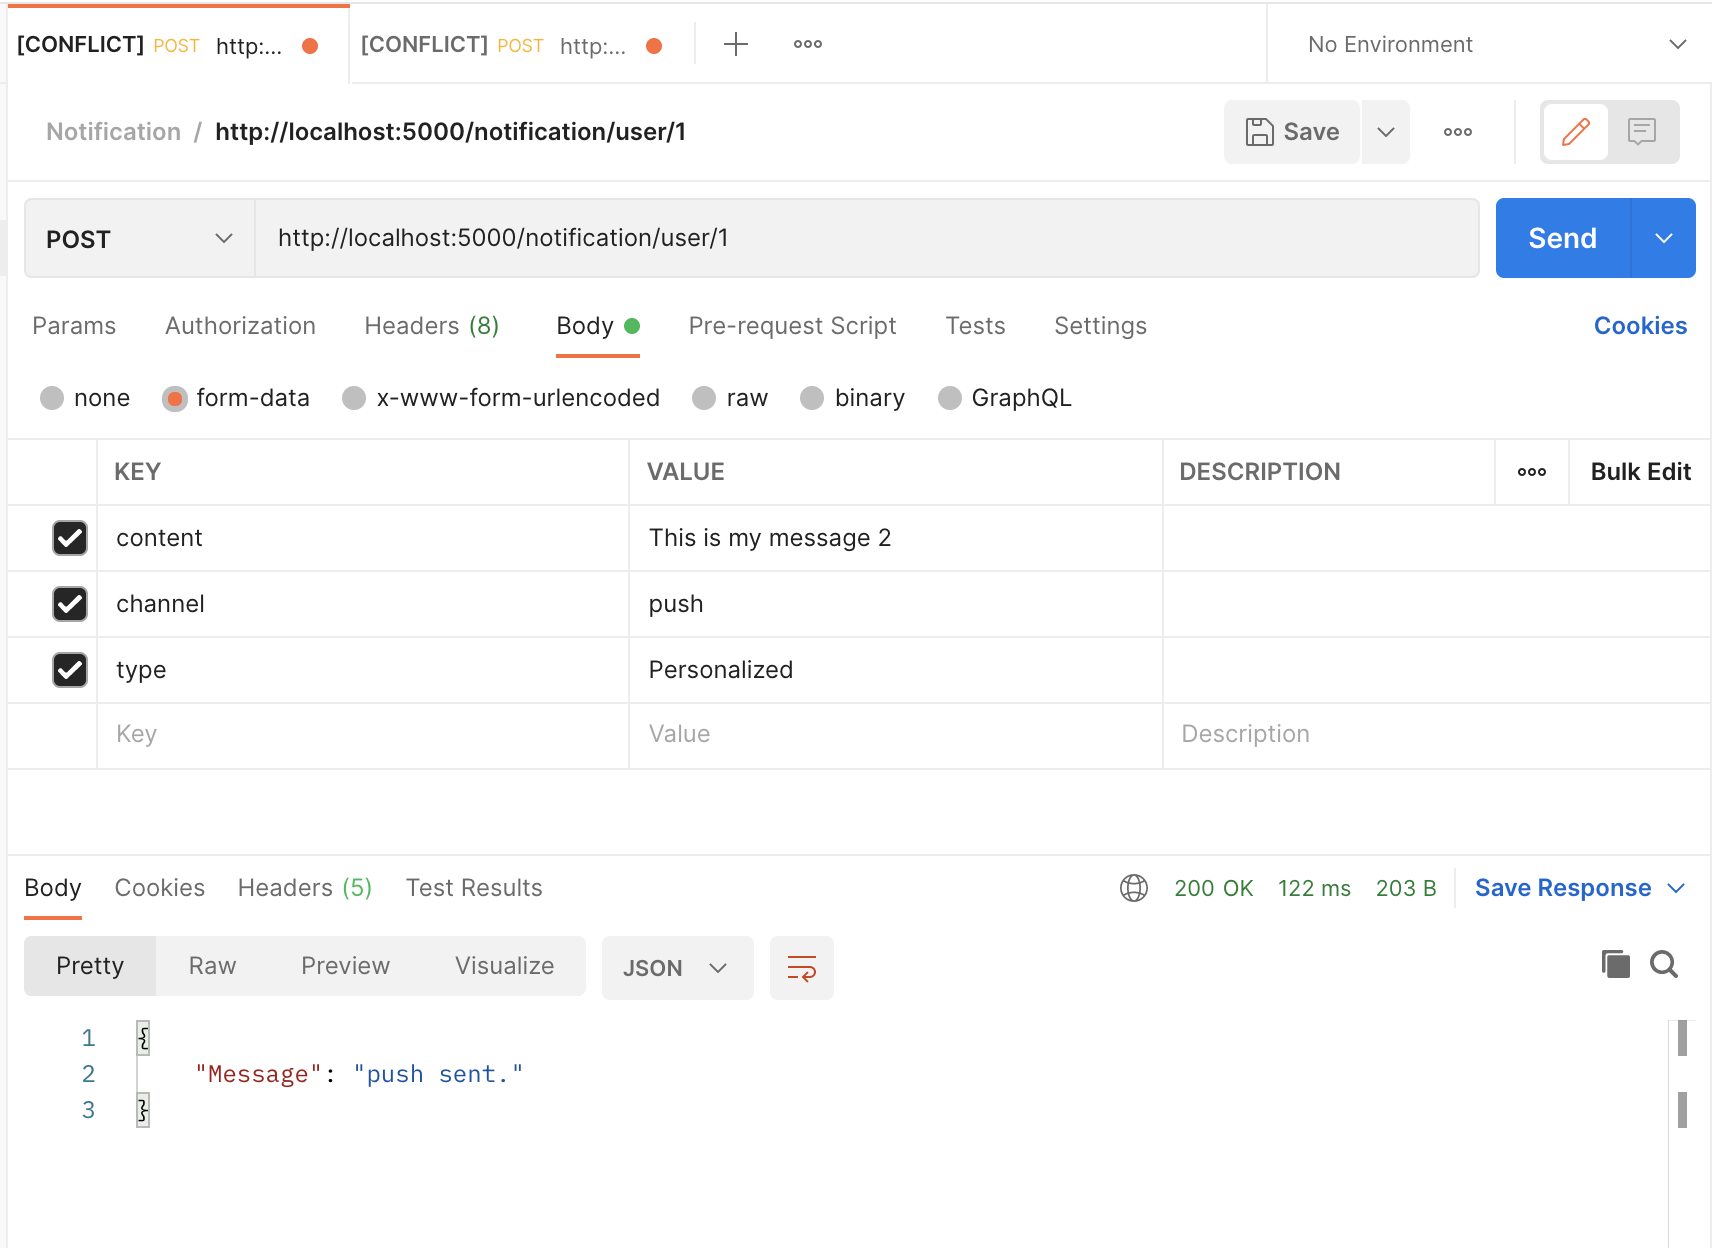 [CONFLICT] POST http:... [CONFLICT] POST http:... No Environment
Notification / http://localhost:5000/notification/user/1 Save
POST http://localhost:5000/notification/user/1 Send
Params Authorization Headers (8) Body Pre-request Script Tests Settings Cookies
none form-data x-www-form-urlencoded raw binary GraphQL
KEY VALUE DESCRIPTION Bulk Edit
content This is my message 2
channel push
type Personalized
Key Value Description
Body Cookies Headers (5) Test Results 200 OK 122 ms 203 B Save Response
Pretty Raw Preview Visualize JSON
1 {
2 "Message": "push sent."
3 }